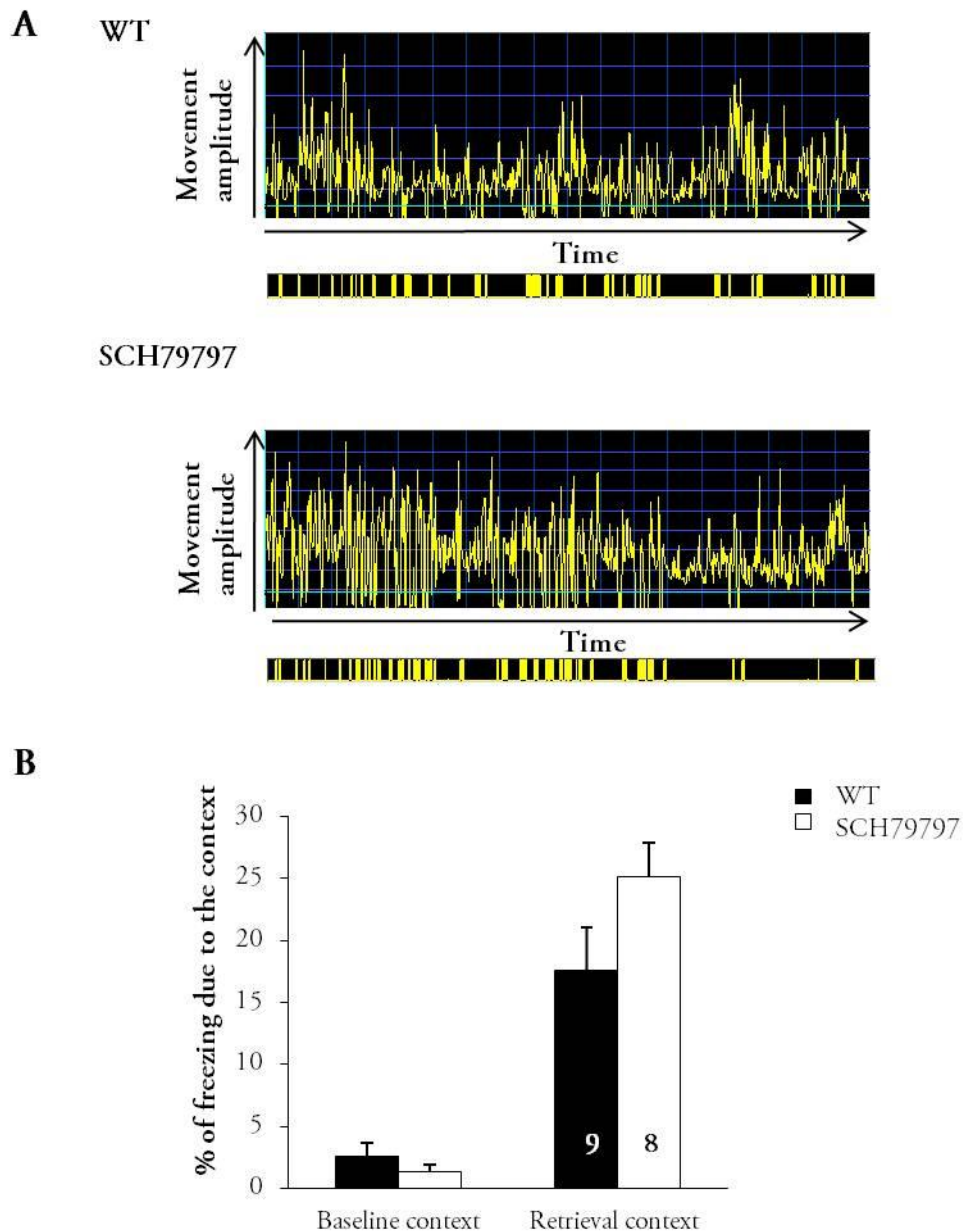 A
WT
Movement
amplitude
Time
SCH79797
Movement
amplitude
Time
B
WT
SCH79797
% of freezing due to the context
30
25
20
15
10
5
0
9
8
Baseline context
Retrieval context